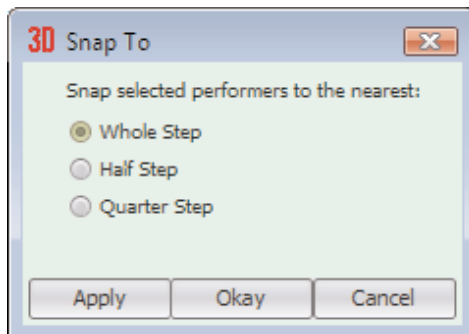 3D Snap To
Snap selected performers to the nearest:
Whole Step
Half Step
Quarter Step
Apply Okay Cancel